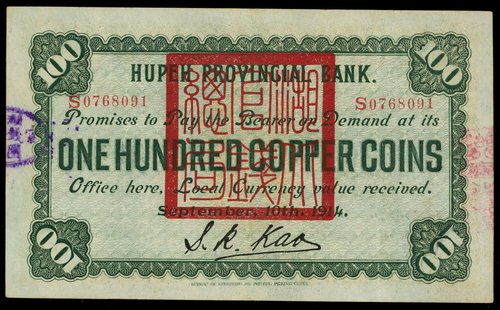 100 100
HUPEH PROVINCIAL BANK.
S0768091 S0768091
Promises to Pay the Bearer on Demand at its
ONE HUNDRED COPPER COINS
Office here, Local Currency value received.
September, 10th. 1914.
S. K. Kao
100 100